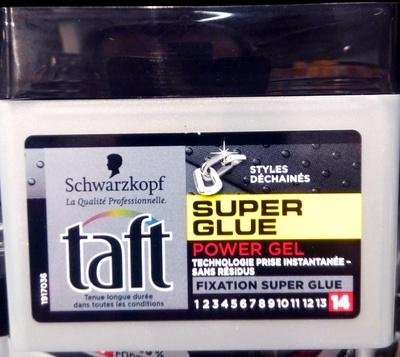 Schwarzkopf
La Qualité Professionnelle.
taft
Tenue longue durée
dans toutes les conditions
1917036
STYLES
DÉCHAINÉS
SUPER
GLUE
POWER GEL
TECHNOLOGIE PRISE INSTANTANÉE -
SANS RÉSIDUS
FIXATION SUPER GLUE
1 2 3 4 5 6 7 8 9 10 11 12 13 14